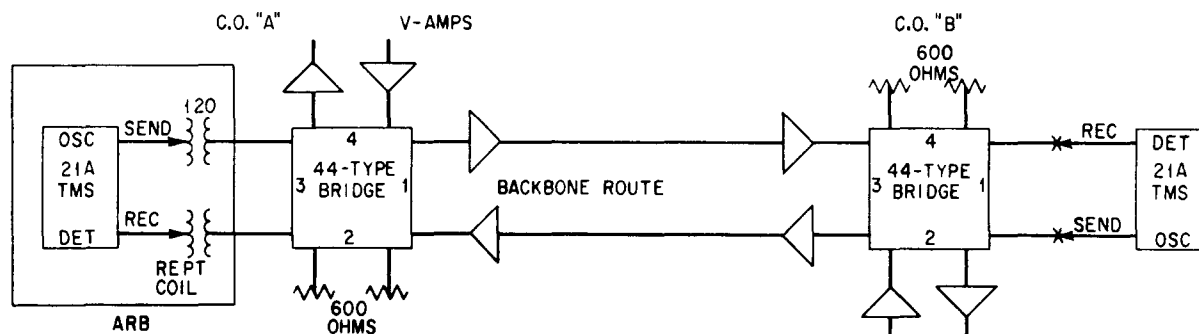 C.O. "A"
V-AMPS
C.O. "B"
600
OHMS
120
OSC
SEND
21A
TMS
REC
DET
REPT
COIL
ARB
4
44-TYPE
3
1
BRIDGE
2
600
OHMS
BACKBONE ROUTE
4
44-TYPE
3
1
BRIDGE
2
REC
DET
21A
TMS
SEND
OSC